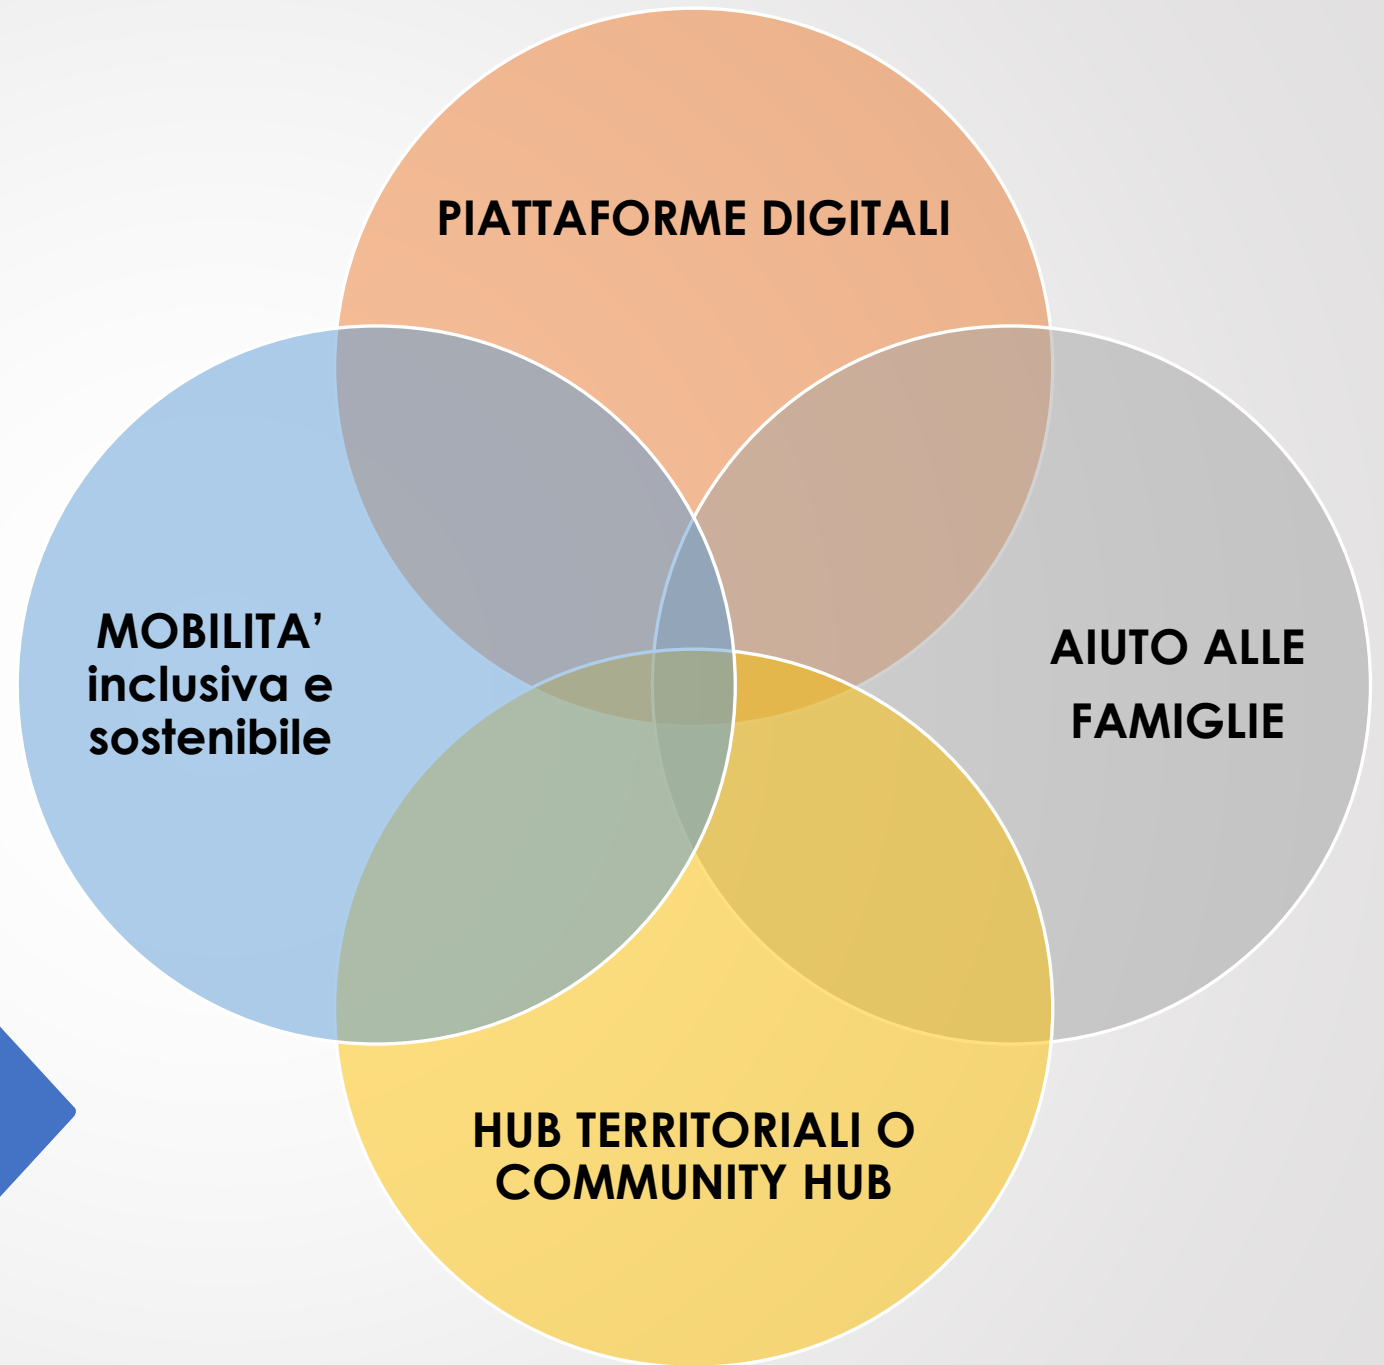 PIATTAFORME DIGITALI
MOBILITA’
inclusiva e
sostenibile
AIUTO ALLE
FAMIGLIE
HUB TERRITORIALI O
COMMUNITY HUB